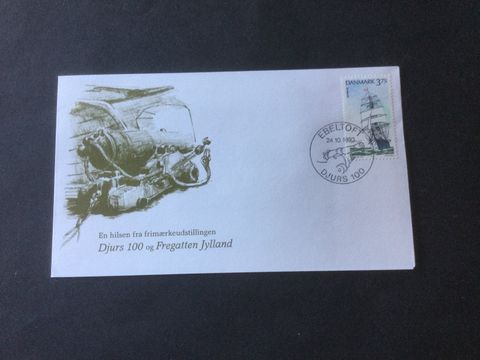 DANMARK 3.75
EBELTOFT
DJURS 100
En hilsen fra frimærkeudstillingen
Djurs 100 og Fregatten Jylland